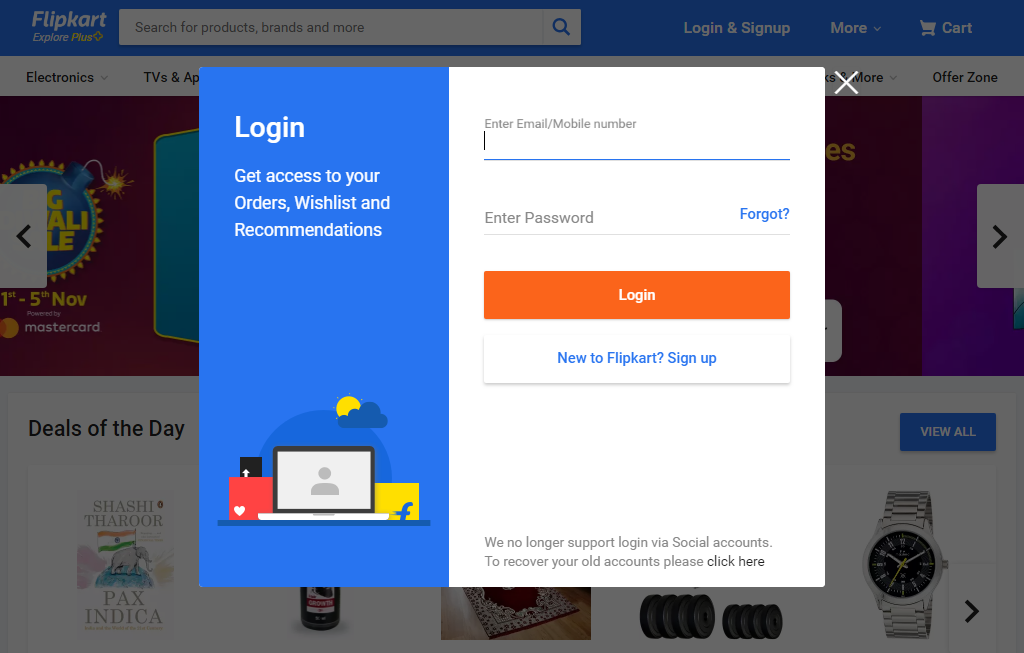 Flipkart
Explore Plus
Search for products, brands and more
Login & Signup
More
Cart
Electronics
TVs & Ap
& More
Offer Zone
Login
Get access to your
Orders, Wishlist and
Recommendations
Enter Email/Mobile number
Enter Password
Forgot?
Login
New to Flipkart? Sign up
We no longer support login via Social accounts.
To recover your old accounts please click here
1st - 5th Nov
Powered by
mastercard
es
Deals of the Day
VIEW ALL
SHASHI
THAROOR
PAX
INDICA
GROWTH